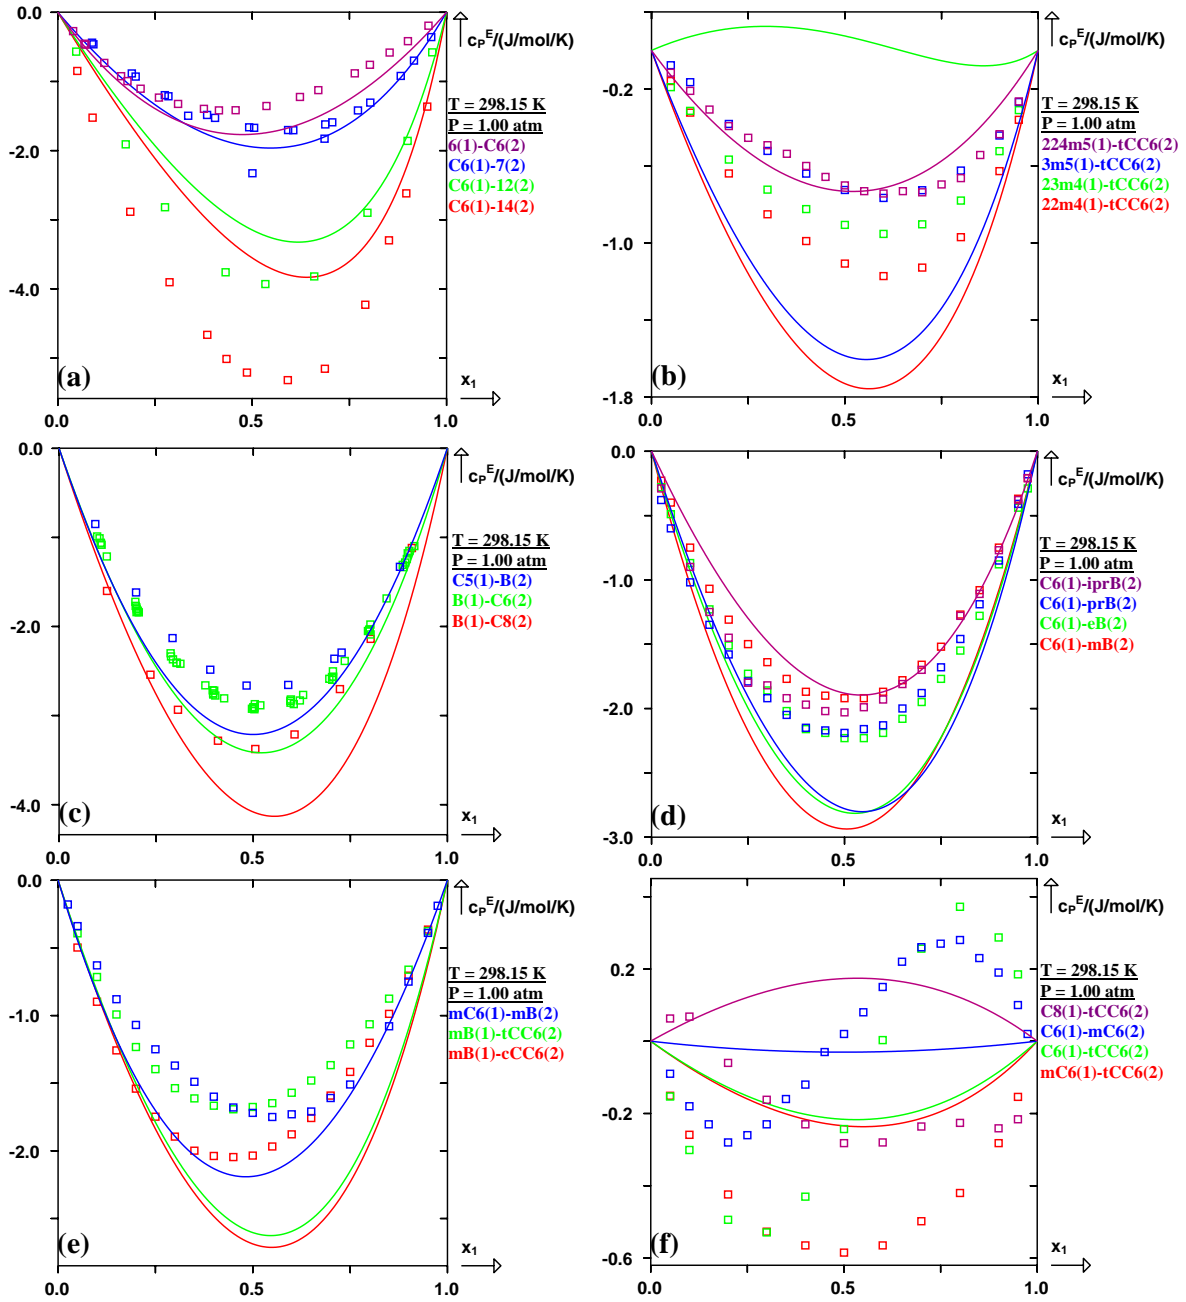 0.0
-2.0
-4.0
cₚᴱ/(J/mol/K)
T = 298.15 K
P = 1.00 atm
6(1)-C6(2)
C6(1)-7(2)
C6(1)-12(2)
C6(1)-14(2)
(a)
x₁
0.0 0.5 1.0
-0.2
-1.0
-1.8
cₚᴱ/(J/mol/K)
T = 298.15 K
P = 1.00 atm
224m5(1)-tCC6(2)
3m5(1)-tCC6(2)
23m4(1)-tCC6(2)
22m4(1)-tCC6(2)
(b)
x₁
0.0 0.5 1.0
0.0
-2.0
-4.0
cₚᴱ/(J/mol/K)
T = 298.15 K
P = 1.00 atm
C5(1)-B(2)
B(1)-C6(2)
B(1)-C8(2)
(c)
x₁
0.0 0.5 1.0
0.0
-1.0
-2.0
-3.0
cₚᴱ/(J/mol/K)
T = 298.15 K
P = 1.00 atm
C6(1)-iprB(2)
C6(1)-prB(2)
C6(1)-eB(2)
C6(1)-mB(2)
(d)
x₁
0.0 0.5 1.0
0.0
-1.0
-2.0
cₚᴱ/(J/mol/K)
T = 298.15 K
P = 1.00 atm
mC6(1)-mB(2)
mB(1)-tCC6(2)
mB(1)-cCC6(2)
(e)
x₁
0.0 0.5 1.0
0.2
-0.2
-0.6
cₚᴱ/(J/mol/K)
T = 298.15 K
P = 1.00 atm
C8(1)-tCC6(2)
C6(1)-mC6(2)
C6(1)-tCC6(2)
mC6(1)-tCC6(2)
(f)
x₁
0.0 0.5 1.0